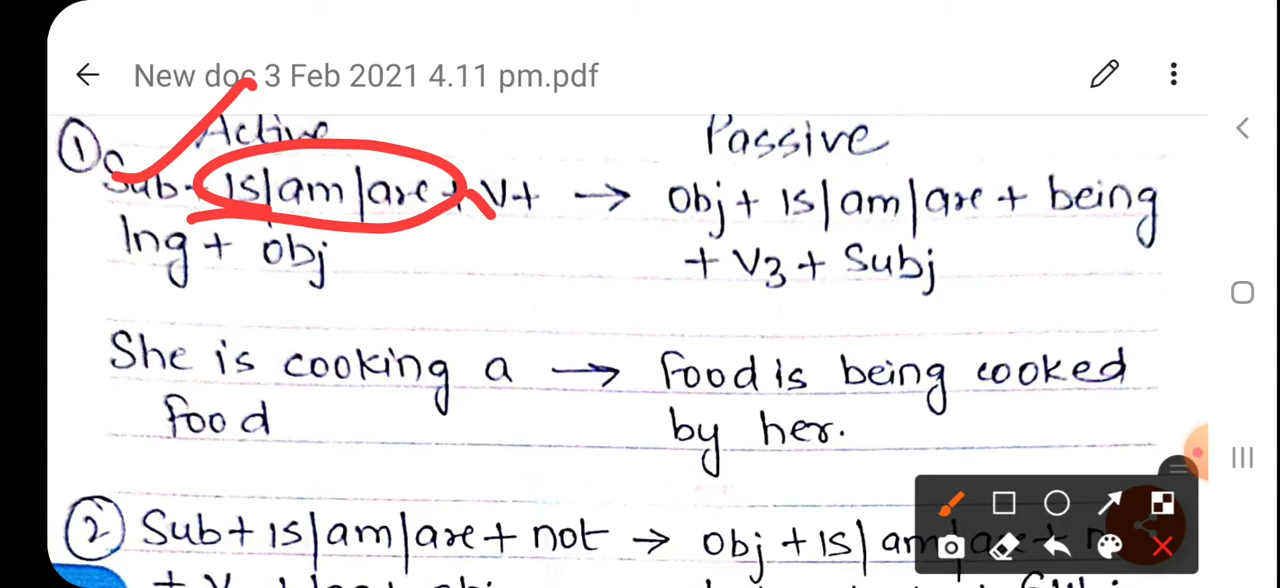 New doc 3 Feb 2021 4.11 pm.pdf
① Active Passive
Sub + Is|am|are + V+ → Obj + Is|am|are + being
Ing + obj + V3 + Subj
She is cooking a → Food is being cooked
food by her.
② Sub + Is|am|are + not → obj + Is|am